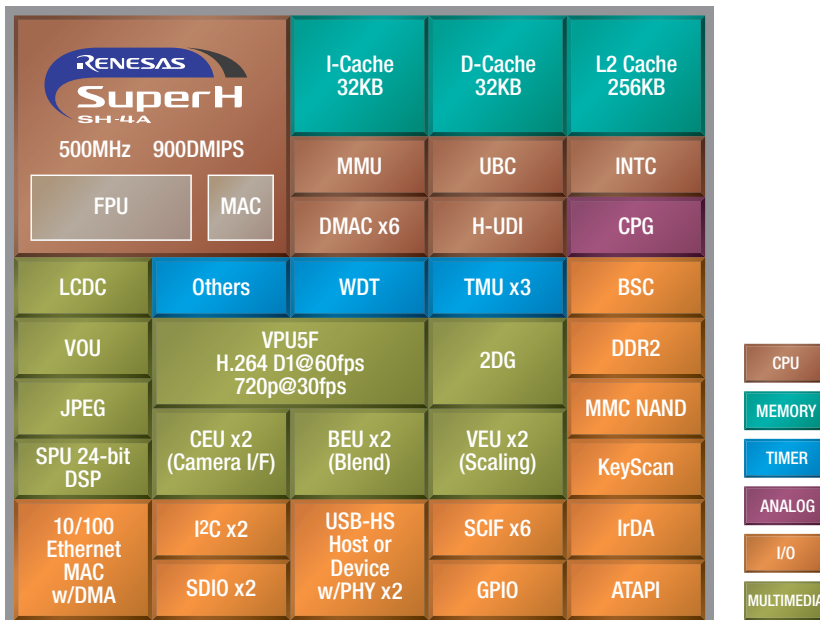 RENESAS
SuperH
SH-4A
500MHz 900DMIPS
FPU
MAC
I-Cache
32KB
D-Cache
32KB
L2 Cache
256KB
MMU
UBC
INTC
DMAC x6
H-UDI
CPG
LCDC
Others
WDT
TMU x3
BSC
VOU
VPU5F
H.264 D1@60fps
720p@30fps
2DG
DDR2
JPEG
MMC NAND
SPU 24-bit
DSP
CEU x2
(Camera I/F)
BEU x2
(Blend)
VEU x2
(Scaling)
KeyScan
10/100
Ethernet
MAC
w/DMA
I2C x2
USB-HS
Host or
Device
w/PHY x2
SCIF x6
IrDA
SDIO x2
GPIO
ATAPI
CPU
MEMORY
TIMER
ANALOG
I/O
MULTIMEDIA